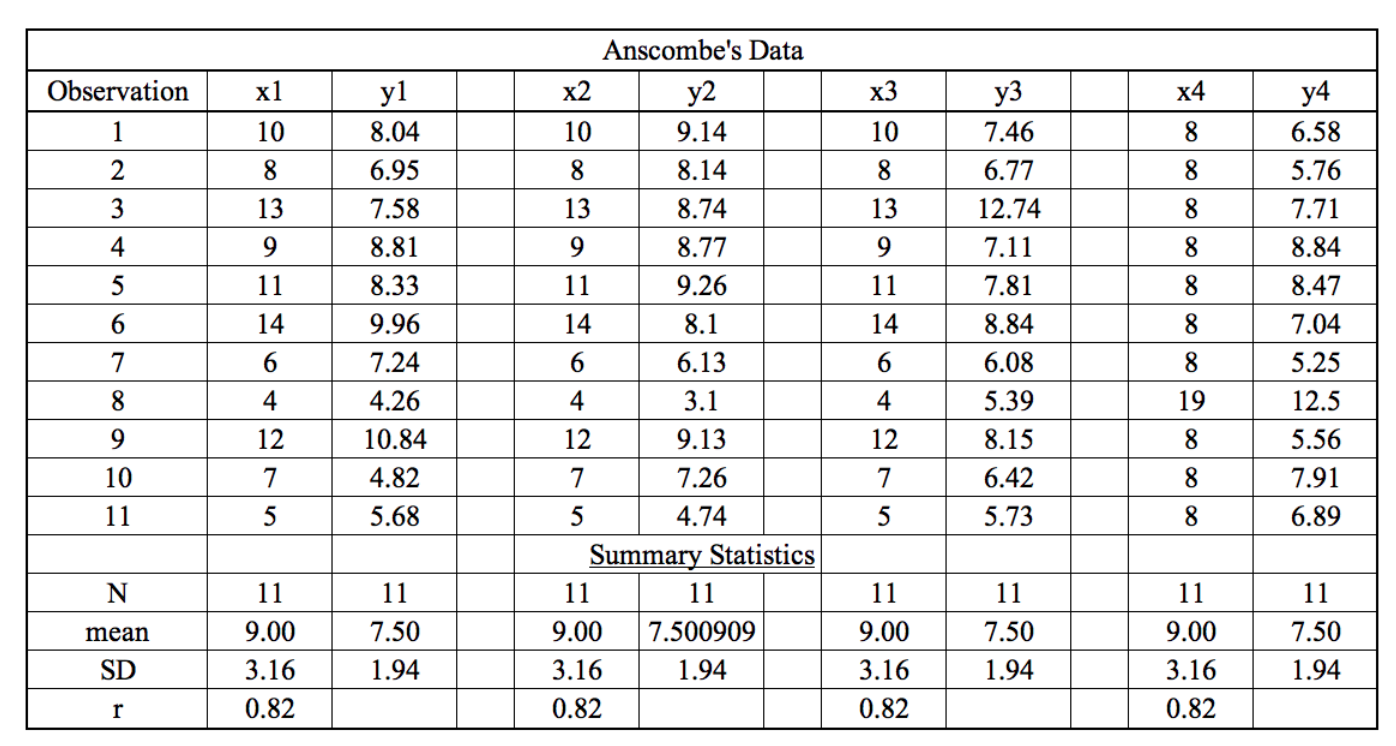 Anscombe's Data
Observation x1 y1 x2 y2 x3 y3 x4 y4
1 10 8.04 10 9.14 10 7.46 8 6.58
2 8 6.95 8 8.14 8 6.77 8 5.76
3 13 7.58 13 8.74 13 12.74 8 7.71
4 9 8.81 9 8.77 9 7.11 8 8.84
5 11 8.33 11 9.26 11 7.81 8 8.47
6 14 9.96 14 8.1 14 8.84 8 7.04
7 6 7.24 6 6.13 6 6.08 8 5.25
8 4 4.26 4 3.1 4 5.39 19 12.5
9 12 10.84 12 9.13 12 8.15 8 5.56
10 7 4.82 7 7.26 7 6.42 8 7.91
11 5 5.68 5 4.74 5 5.73 8 6.89
Summary Statistics
N 11 11 11 11 11 11 11 11
mean 9.00 7.50 9.00 7.500909 9.00 7.50 9.00 7.50
SD 3.16 1.94 3.16 1.94 3.16 1.94 3.16 1.94
r 0.82 0.82 0.82 0.82